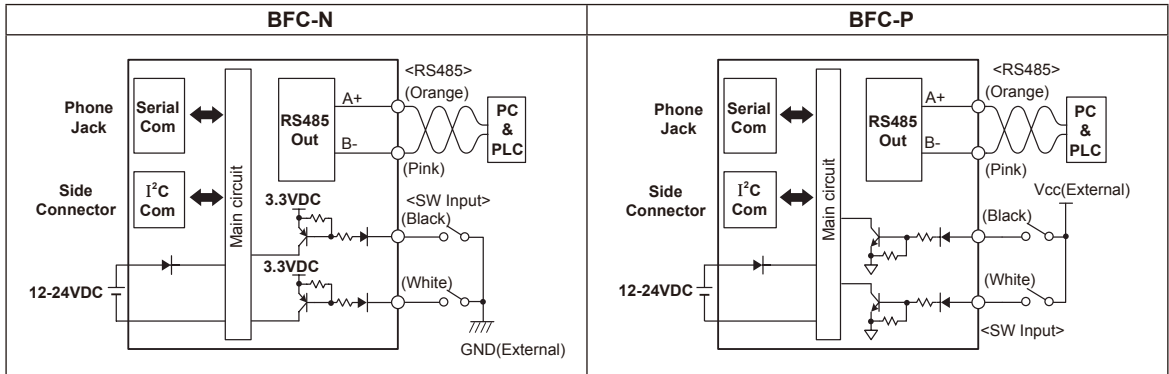 BFC-N
<RS485>
(Orange)
Phone
Jack
Serial
Com
Main circuit
RS485
Out
A+
B-
PC
&
PLC
(Pink)
Side
Connector
I²C
Com
3.3VDC
<SW Input>
(Black)
3.3VDC
(White)
12-24VDC
GND(External)
BFC-P
<RS485>
(Orange)
Phone
Jack
Serial
Com
Main circuit
RS485
Out
A+
B-
PC
&
PLC
(Pink)
Side
Connector
I²C
Com
Vcc(External)
(Black)
(White)
12-24VDC
<SW Input>